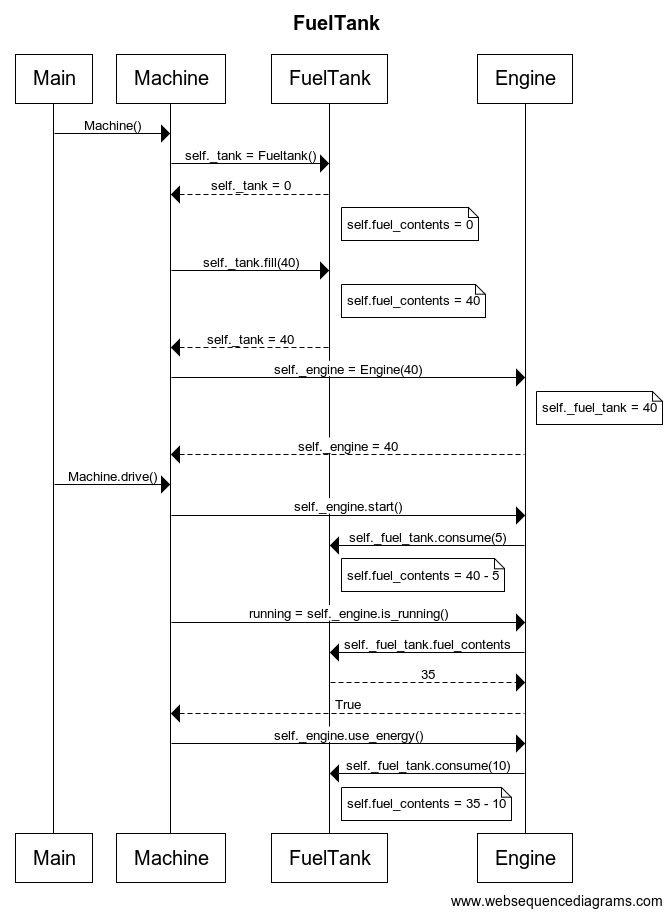 FuelTank
Main
Machine
FuelTank
Engine
Machine()
self._tank = Fueltank()
self._tank = 0
self.fuel_contents = 0
self._tank.fill(40)
self.fuel_contents = 40
self._tank = 40
self._engine = Engine(40)
self._fuel_tank = 40
self._engine = 40
Machine.drive()
self._engine.start()
self._fuel_tank.consume(5)
self.fuel_contents = 40 - 5
running = self._engine.is_running()
self._fuel_tank.fuel_contents
35
True
self._engine.use_energy()
self._fuel_tank.consume(10)
self.fuel_contents = 35 - 10
Main
Machine
FuelTank
Engine
www.websequencediagrams.com